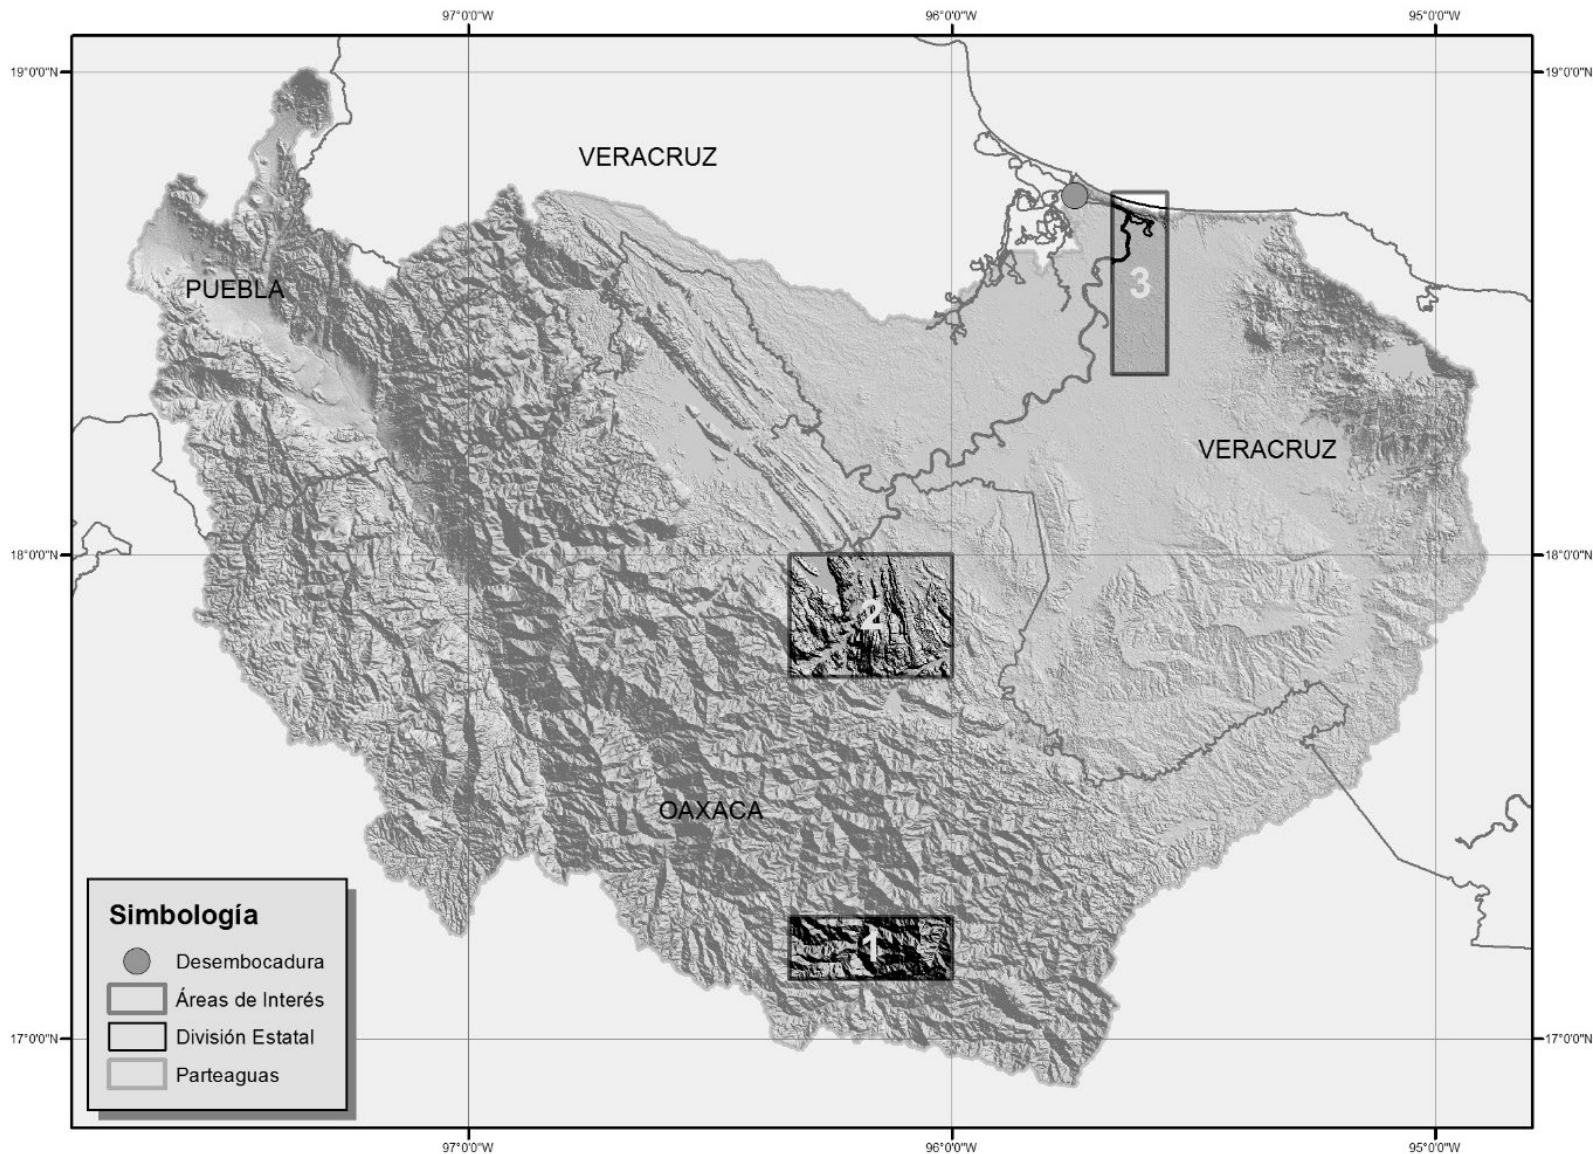 97°0'0"W
96°0'0"W
95°0'0"W
19°0'0"N
19°0'0"N
VERACRUZ
3
PUEBLA
VERACRUZ
18°0'0"N
18°0'0"N
2
OAXACA
1
17°0'0"N
17°0'0"N
Simbología
Desembocadura
Áreas de Interés
División Estatal
Parteaguas
97°0'0"W
96°0'0"W
95°0'0"W